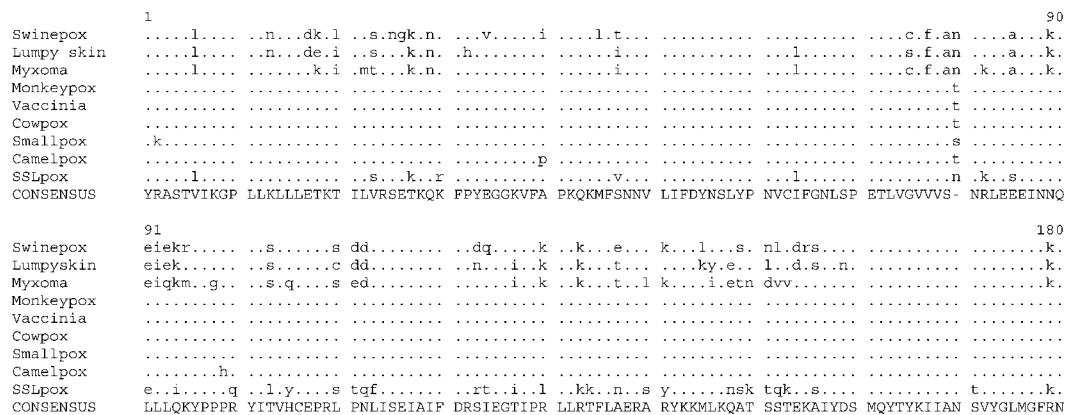 1 90
Swinepox .....l.... ..n...dk.l ..s.ngk.n. ...v.....i ....l.t... .......... .......... ....c.f.an ....a...k.
Lumpy skin .....l.... ..n...de.i ..s...k.n. .h........ ......i... .......... ...l...... ....s.f.an ....a...k.
Myxoma .....l.... .......k.i .mt...k.n. .......... ......i... .......... ...l...... ....c.f.an .k..a...k.
Monkeypox .......... .......... .......... .......... .......... .......... .......... .........t ..........
Vaccinia .......... .......... .......... .......... .......... .......... .......... .........t ..........
Cowpox .......... .......... .......... .......... .......... .......... .......... .........t ..........
Smallpox .k........ .......... .......... .......... .......... .......... .......... .........s ..........
Camelpox .......... .......... .......... .........p .......... .......... .......... .........t ..........
SSLpox .....l.... .......... ..s...k..r .......... ......v... .......... ...l...... .........n .k..s.....
CONSENSUS YRASTVIKGP LLKLLLETKT ILVRSETKQK FPYEGGKVFA PKQKMFSNNV LIFDYNSLYP NVCIFGNLSP ETLVGVVVS- NRLEEEINNQ
91 180
Swinepox eiekr..... ..s......s dd........ ..dq.....k ..k...e... k...l...s. nl.drs.... .......... ........k.
Lumpyskin eiek...... ..s......c dd........ ..n...i..k ..k...t... ....ky.e.. l..d.s..n. .......... ........k.
Myxoma eiqkm..g.. ..s.q....s ed........ ......i..k ..k...t..l k....i.etn dvv....... .......... ........k.
Monkeypox .......... .......... .......... .......... .......... .......... .......... .......... ..........
Vaccinia .......... .......... .......... .......... .......... .......... .......... .......... ..........
Cowpox .......... .......... .......... .......... .......... .......... .......... .......... ..........
Smallpox .......... .......... .......... .......... .......... .......... .......... .......... ..........
Camelpox ........h. .......... .......... .......... .......... .......... .......... .......... ..........
SSLpox e..i.....q ..l.y....s tqf....... ..rt..i..l ..kk..n..s y......nsk tqk..s.... .......... t.......k.
CONSENSUS LLLQKYPPPR YITVHCEPRL PNLISEIAIF DRSIEGTIPR LLRTFLAERA RYKKMLKQAT SSTEKAIYDS MQYTYKIIAN SVYGLMGFRN